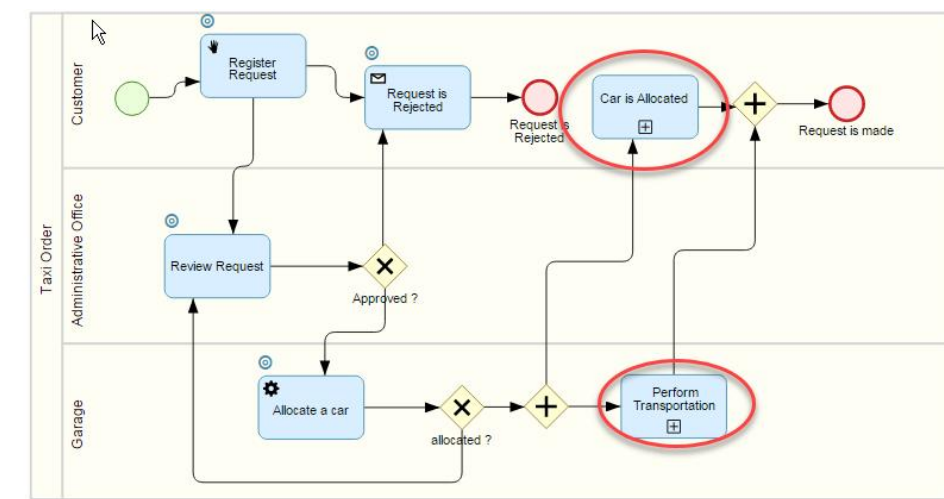 Taxi Order
Customer
Register
Request
Request is
Rejected
Request is
Rejected
Car is Allocated
Request is made
Administrative Office
Review Request
Approved ?
Garage
Allocate a car
allocated ?
Perform
Transportation